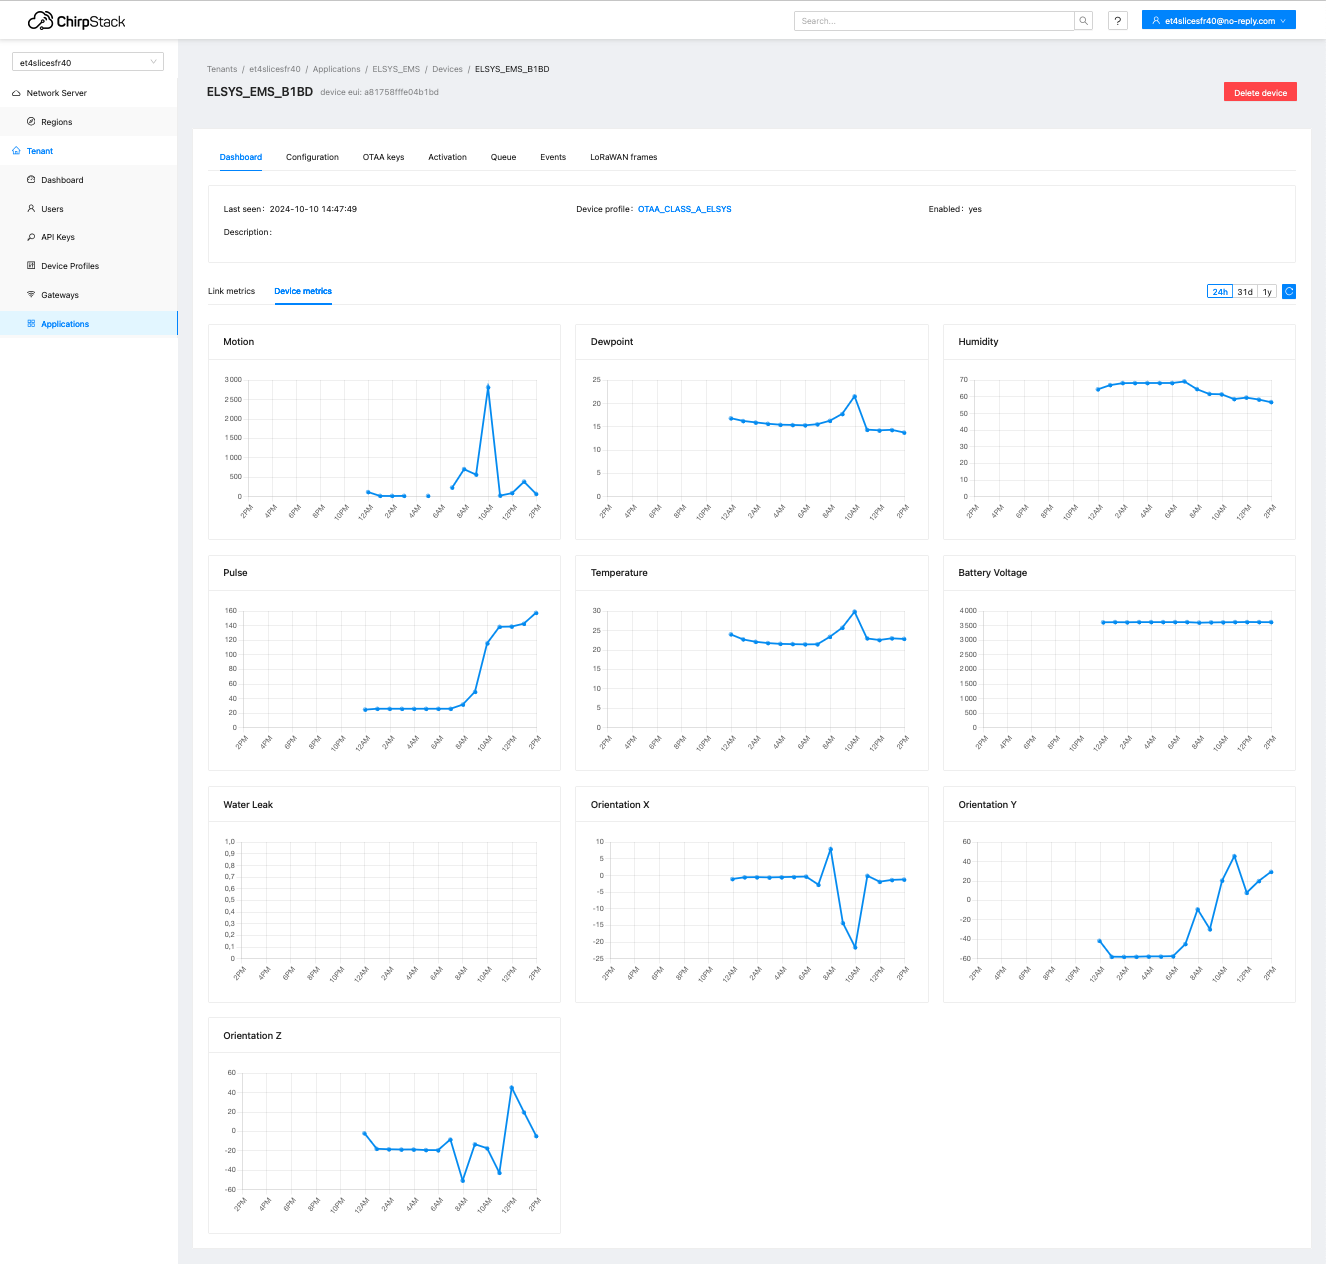 ChirpStack
Search...
?
et4slicesfr40@no-reply.com
et4slicesfr40
Network Server
Regions
Tenant
Dashboard
Users
API Keys
Device Profiles
Gateways
Applications
Tenants / et4slicesfr40 / Applications / ELSYS_EMS / Devices / ELSYS_EMS_B1BD
ELSYS_EMS_B1BD device eui: a81758fffe04b1bd
Delete device
Dashboard Configuration OTAA keys Activation Queue Events LoRaWAN frames
Last seen: 2024-10-10 14:47:49 Device profile: OTAA_CLASS_A_ELSYS Enabled: yes
Description:
Link metrics Device metrics
24h 31d 1y
Motion
3 000
2 500
2 000
1 500
1 000
500
0
2PM 4PM 6PM 8PM 10PM 12AM 2AM 4AM 6AM 8AM 10AM 12PM 2PM
Dewpoint
25
20
15
10
5
0
2PM 4PM 6PM 8PM 10PM 12AM 2AM 4AM 6AM 8AM 10AM 12PM 2PM
Humidity
70
60
50
40
30
20
10
0
2PM 4PM 6PM 8PM 10PM 12AM 2AM 4AM 6AM 8AM 10AM 12PM 2PM
Pulse
160
140
120
100
80
60
40
20
0
2PM 4PM 6PM 8PM 10PM 12AM 2AM 4AM 6AM 8AM 10AM 12PM 2PM
Temperature
30
25
20
15
10
5
0
2PM 4PM 6PM 8PM 10PM 12AM 2AM 4AM 6AM 8AM 10AM 12PM 2PM
Battery Voltage
4 000
3 500
3 000
2 500
2 000
1 500
1 000
500
0
2PM 4PM 6PM 8PM 10PM 12AM 2AM 4AM 6AM 8AM 10AM 12PM 2PM
Water Leak
1,0
0,9
0,8
0,7
0,6
0,5
0,4
0,3
0,2
0,1
0
2PM 4PM 6PM 8PM 10PM 12AM 2AM 4AM 6AM 8AM 10AM 12PM 2PM
Orientation X
10
5
0
-5
-10
-15
-20
-25
2PM 4PM 6PM 8PM 10PM 12AM 2AM 4AM 6AM 8AM 10AM 12PM 2PM
Orientation Y
60
40
20
0
-20
-40
-60
2PM 4PM 6PM 8PM 10PM 12AM 2AM 4AM 6AM 8AM 10AM 12PM 2PM
Orientation Z
60
40
20
0
-20
-40
-60
2PM 4PM 6PM 8PM 10PM 12AM 2AM 4AM 6AM 8AM 10AM 12PM 2PM